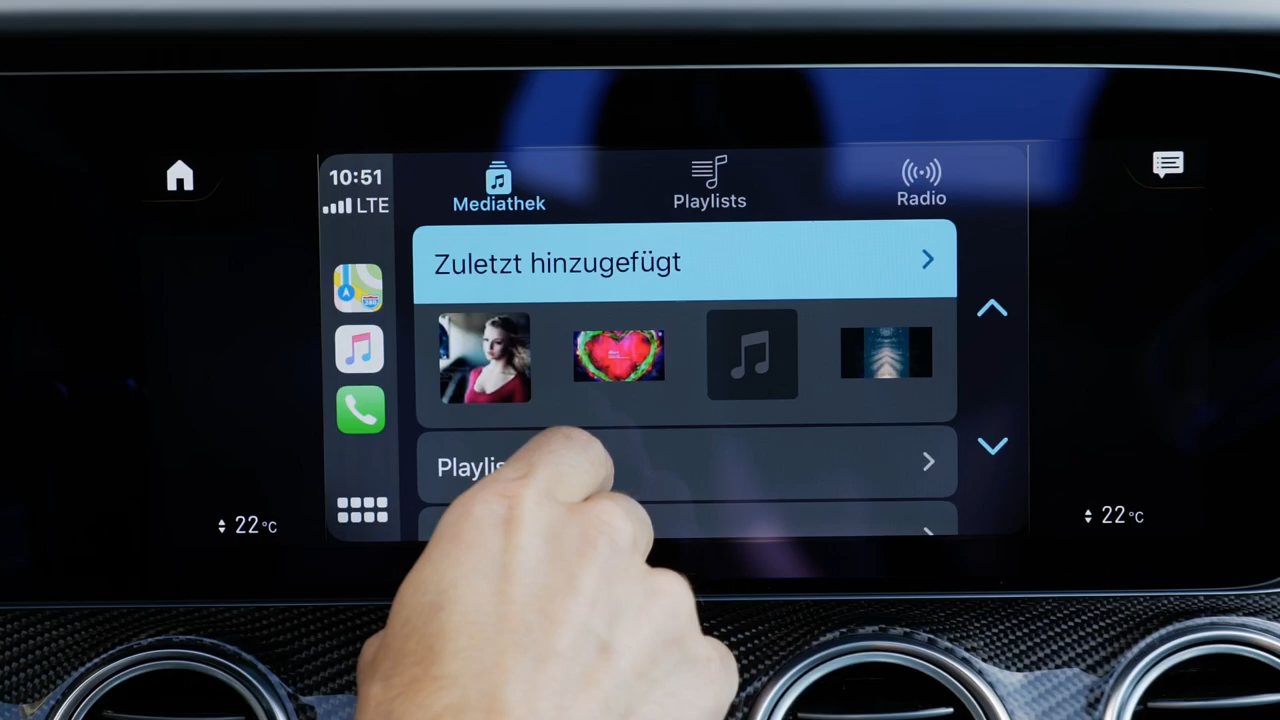 10:51
LTE
Mediathek
Playlists
Radio
Zuletzt hinzugefügt
22°C
22°C